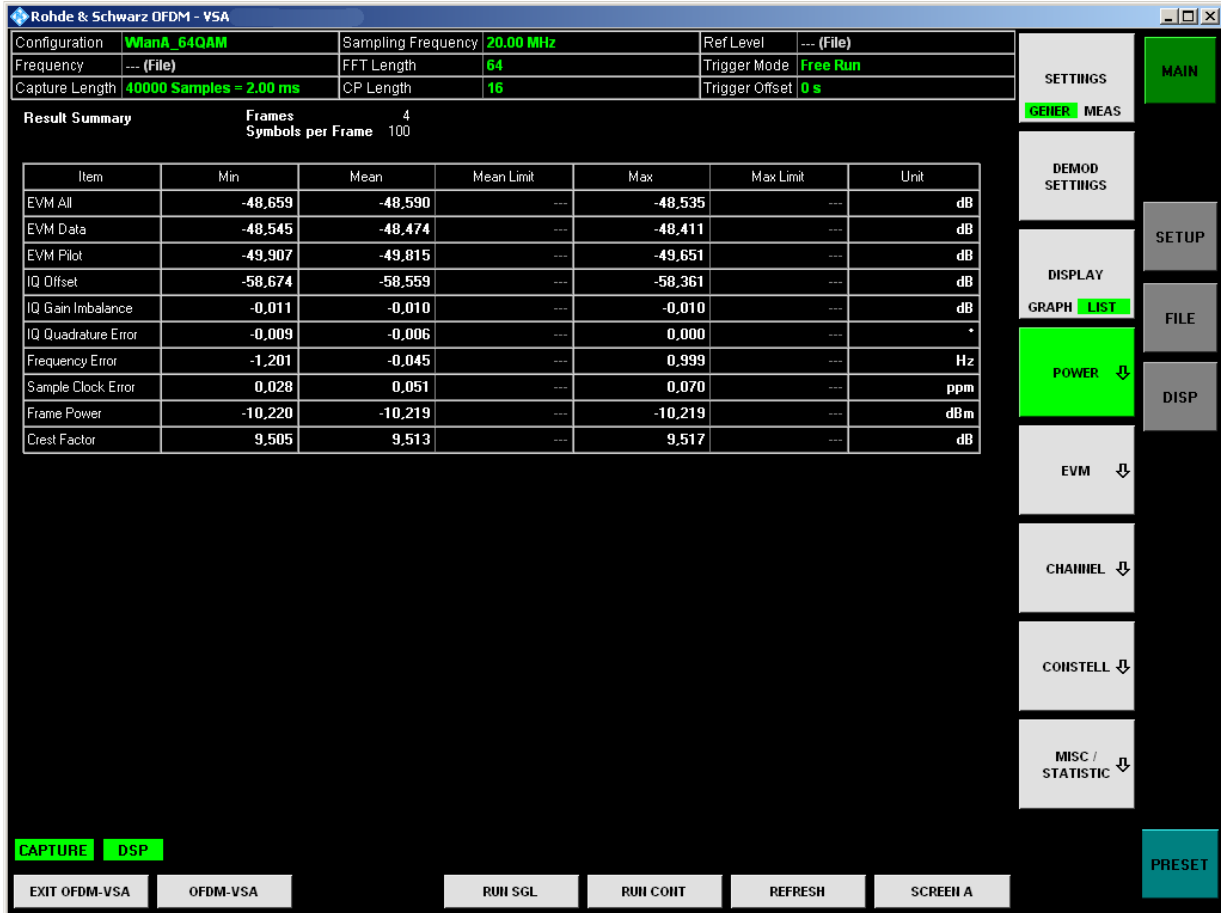 Rohde & Schwarz OFDM - VSA
Configuration WlanA_64QAM Sampling Frequency 20.00 MHz Ref Level --- (File)
Frequency --- (File) FFT Length 64 Trigger Mode Free Run
Capture Length 40000 Samples = 2.00 ms CP Length 16 Trigger Offset 0 s
Result Summary Frames 4
Symbols per Frame 100
Item Min Mean Mean Limit Max Max Limit Unit
EVM All -48,659 -48,590 --- -48,535 --- dB
EVM Data -48,545 -48,474 --- -48,411 --- dB
EVM Pilot -49,907 -49,815 --- -49,651 --- dB
IQ Offset -58,674 -58,559 --- -58,361 --- dB
IQ Gain Imbalance -0,011 -0,010 --- -0,010 --- dB
IQ Quadrature Error -0,009 -0,006 --- 0,000 --- °
Frequency Error -1,201 -0,045 --- 0,999 --- Hz
Sample Clock Error 0,028 0,051 --- 0,070 --- ppm
Frame Power -10,220 -10,219 --- -10,219 --- dBm
Crest Factor 9,505 9,513 --- 9,517 --- dB
SETTINGS
GENER MEAS
DEMOD
SETTINGS
DISPLAY
GRAPH LIST
POWER
EVM
CHANNEL
CONSTELL
MISC /
STATISTIC
MAIN
SETUP
FILE
DISP
PRESET
CAPTURE DSP
EXIT OFDM-VSA OFDM-VSA RUN SGL RUN CONT REFRESH SCREEN A